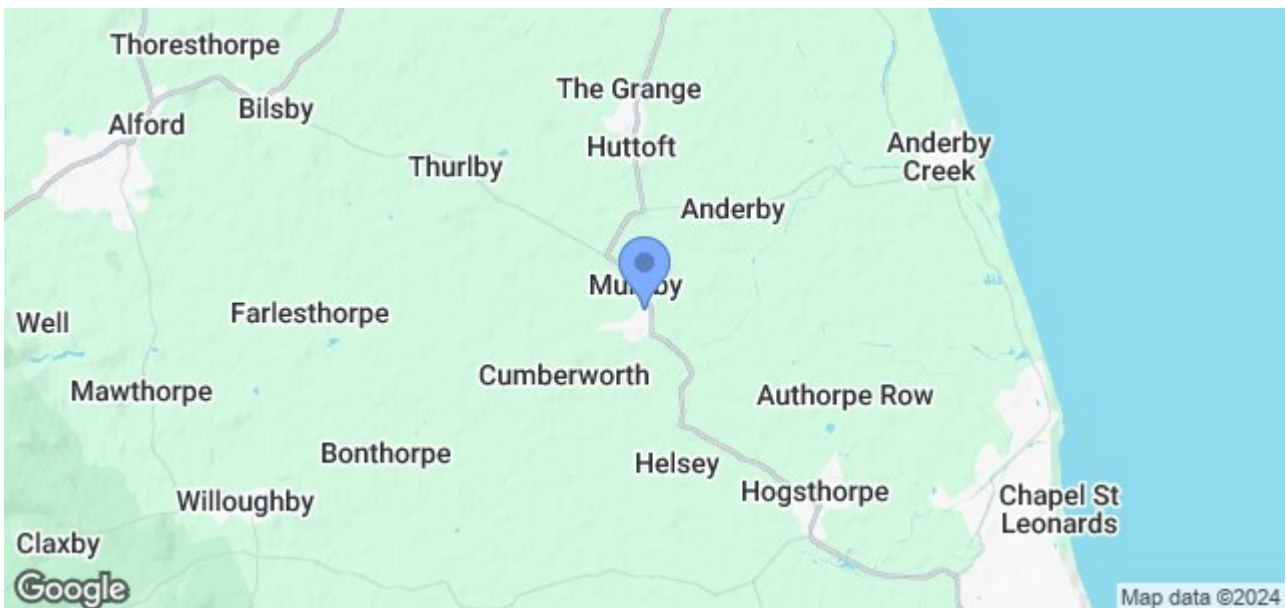 Thoresthorpe
The Grange
Bilsby
Alford
Huttoft
Anderby
Creek
Thurlby
Anderby
Farlesthorpe
Well
Cumberworth
Mawthorpe
Authorpe Row
Bonthorpe
Helsey
Hogsthorpe
Willoughby
Chapel St
Leonards
Claxby
Google
Map data ©2024